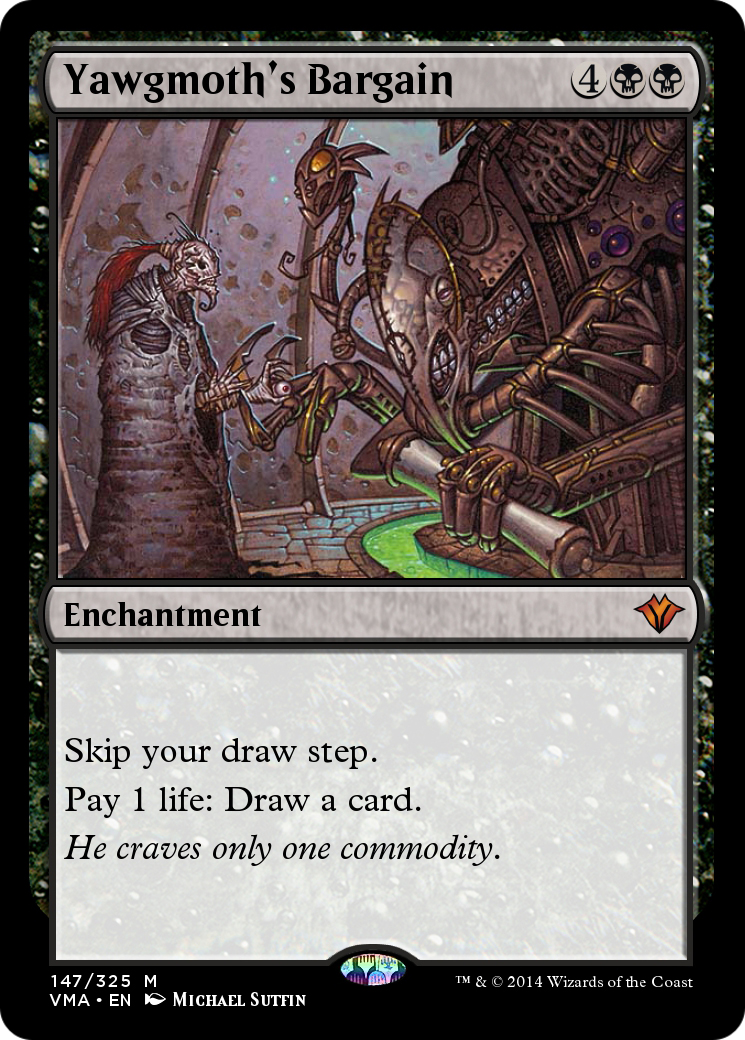 Yawgmoth's Bargain 4
Enchantment
Skip your draw step.
Pay 1 life: Draw a card.
He craves only one commodity.
147/325 M
VMA • EN Michael Sutfin
™ & © 2014 Wizards of the Coast